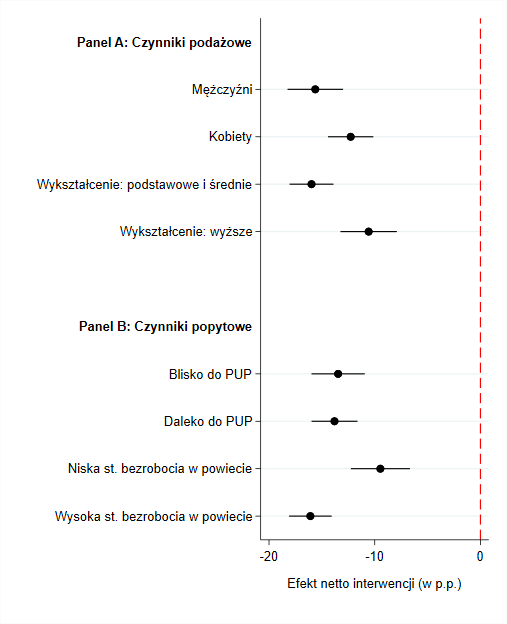 Panel A: Czynniki podażowe
Mężczyźni
Kobiety
Wykształcenie: podstawowe i średnie
Wykształcenie: wyższe
Panel B: Czynniki popytowe
Blisko do PUP
Daleko do PUP
Niska st. bezrobocia w powiecie
Wysoka st. bezrobocia w powiecie
-20 -10 0
Efekt netto interwencji (w p.p.)